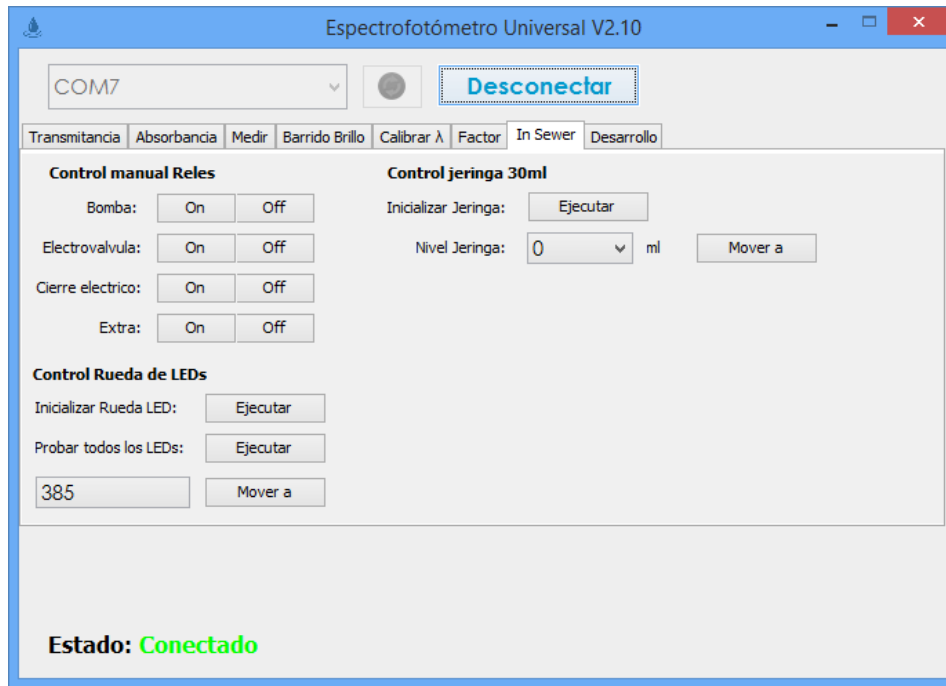 Espectrofotómetro Universal V2.10
COM7
Desconectar
Transmitancia Absorbancia Medir Barrido Brillo Calibrar λ Factor In Sewer Desarrollo
Control manual Reles
Bomba: On Off
Electrovalvula: On Off
Cierre electrico: On Off
Extra: On Off
Control jeringa 30ml
Inicializar Jeringa: Ejecutar
Nivel Jeringa: 0 ml Mover a
Control Rueda de LEDs
Inicializar Rueda LED: Ejecutar
Probar todos los LEDs: Ejecutar
385 Mover a
Estado: Conectado